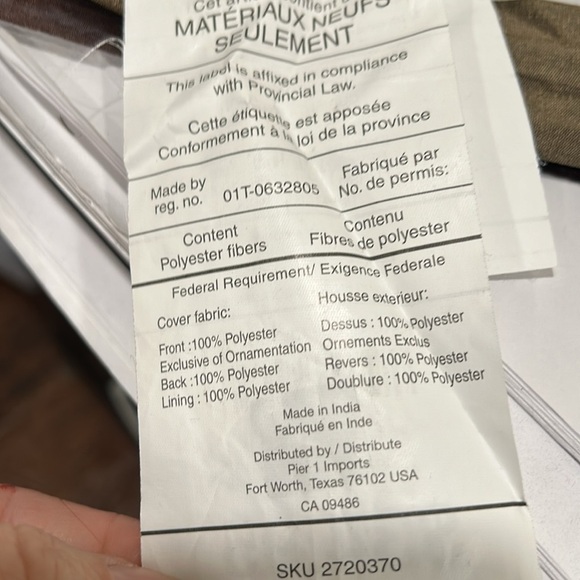 Cet
MATÉRIAUX NEUFS
SEULEMENT
This label is affixed in compliance
with Provincial Law.
Cette étiquette est apposée
Conformement à la loi de la province
Made by
reg. no.
01T-0632805
Fabriqué par
No. de permis:
Content
Polyester fibers
Contenu
Fibres de polyester
Federal Requirement/ Exigence Federale
Cover fabric:
Housse exterieur:
Front :100% Polyester
Exclusive of Ornamentation
Back :100% Polyester
Lining : 100% Polyester
Dessus : 100% Polyester
Ornements Exclus
Revers : 100% Polyester
Doublure : 100% Polyester
Made in India
Fabriqué en Inde
Distributed by / Distribute
Pier 1 Imports
Fort Worth, Texas 76102 USA
CA 09486
SKU 2720370